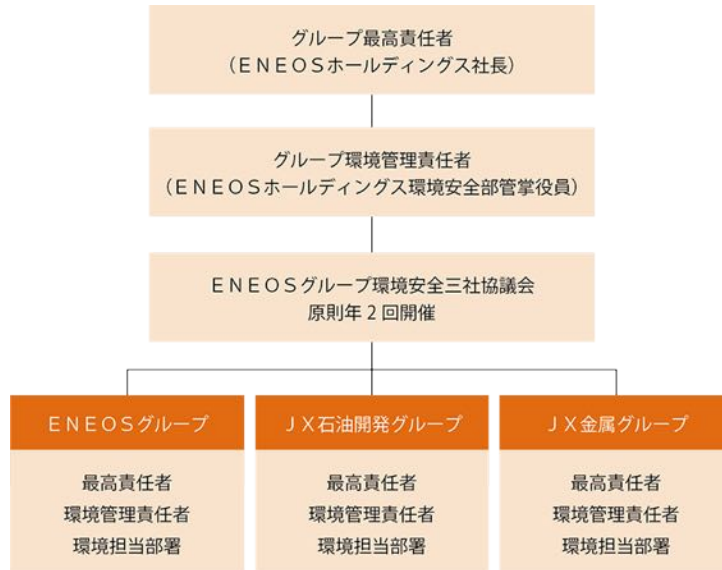 グループ最高責任者
(ENEOSホールディングス社長)
グループ環境管理責任者
(ENEOSホールディングス環境安全部管掌役員)
ENEOSグループ環境安全三社協議会
原則年2回開催
ENEOSグループ
最高責任者
環境管理責任者
環境担当部署
JX石油開発グループ
最高責任者
環境管理責任者
環境担当部署
JX金属グループ
最高責任者
環境管理責任者
環境担当部署